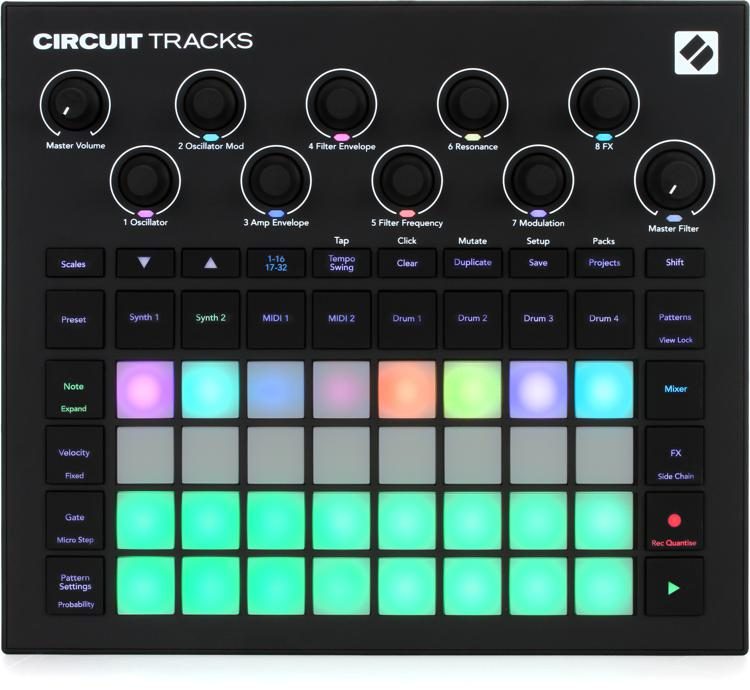 CIRCUIT TRACKS
Master Volume
2 Oscillator Mod
4 Filter Envelope
6 Resonance
8 FX
1 Oscillator
3 Amp Envelope
5 Filter Frequency
7 Modulation
Master Filter
Tap
Click
Mutate
Setup
Packs
Scales
1-16
17-32
Tempo
Swing
Clear
Duplicate
Save
Projects
Shift
Preset
Synth 1
Synth 2
MIDI 1
MIDI 2
Drum 1
Drum 2
Drum 3
Drum 4
Patterns
View Lock
Note
Expand
Mixer
Velocity
Fixed
FX
Side Chain
Gate
Micro Step
Rec Quantise
Pattern
Settings
Probability